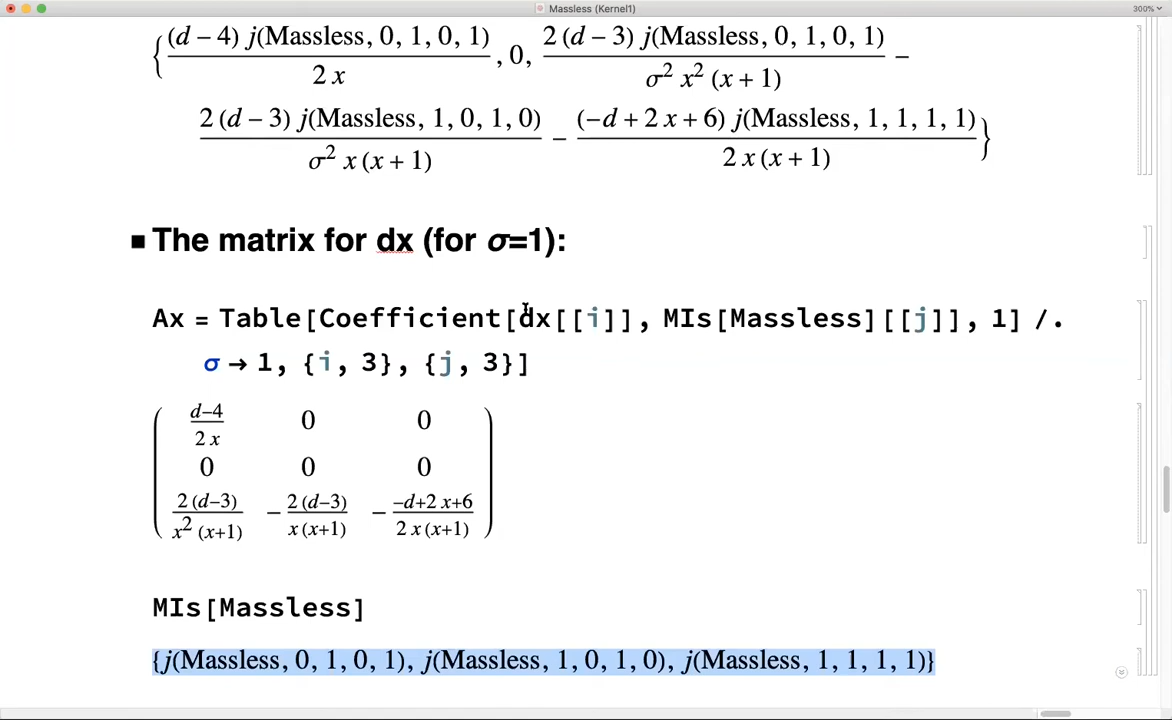 Massless (Kernel1)
300%
{(d – 4) j(Massless, 0, 1, 0, 1) / 2 x, 0, 2 (d – 3) j(Massless, 0, 1, 0, 1) / σ² x² (x + 1) –
2 (d – 3) j(Massless, 1, 0, 1, 0) / σ² x (x + 1) – (–d + 2 x + 6) j(Massless, 1, 1, 1, 1) / 2 x (x + 1)}
■ The matrix for dx (for σ=1):
Ax = Table[Coefficient[dx[[i]], MIs[Massless][[j]], 1] /.
σ → 1, {i, 3}, {j, 3}]
d–4 / 2 x 0 0
0 0 0
2 (d–3) / x² (x+1) – 2 (d–3) / x (x+1) – –d+2 x+6 / 2 x (x+1)
MIs[Massless]
{j(Massless, 0, 1, 0, 1), j(Massless, 1, 0, 1, 0), j(Massless, 1, 1, 1, 1)}